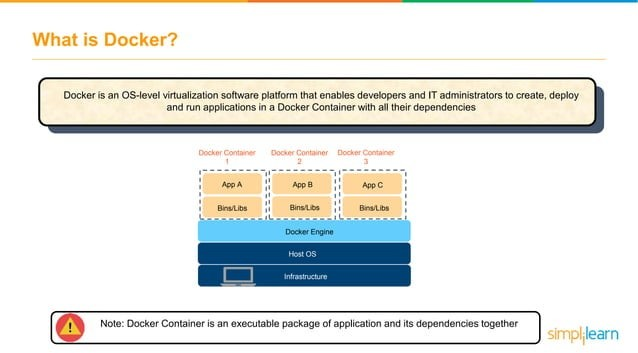 What is Docker?
Docker is an OS-level virtualization software platform that enables developers and IT administrators to create, deploy
and run applications in a Docker Container with all their dependencies
Docker Container Docker Container Docker Container
1 2 3
App A App B App C
Bins/Libs Bins/Libs Bins/Libs
Docker Engine
Host OS
Infrastructure
Note: Docker Container is an executable package of application and its dependencies together
simplilearn